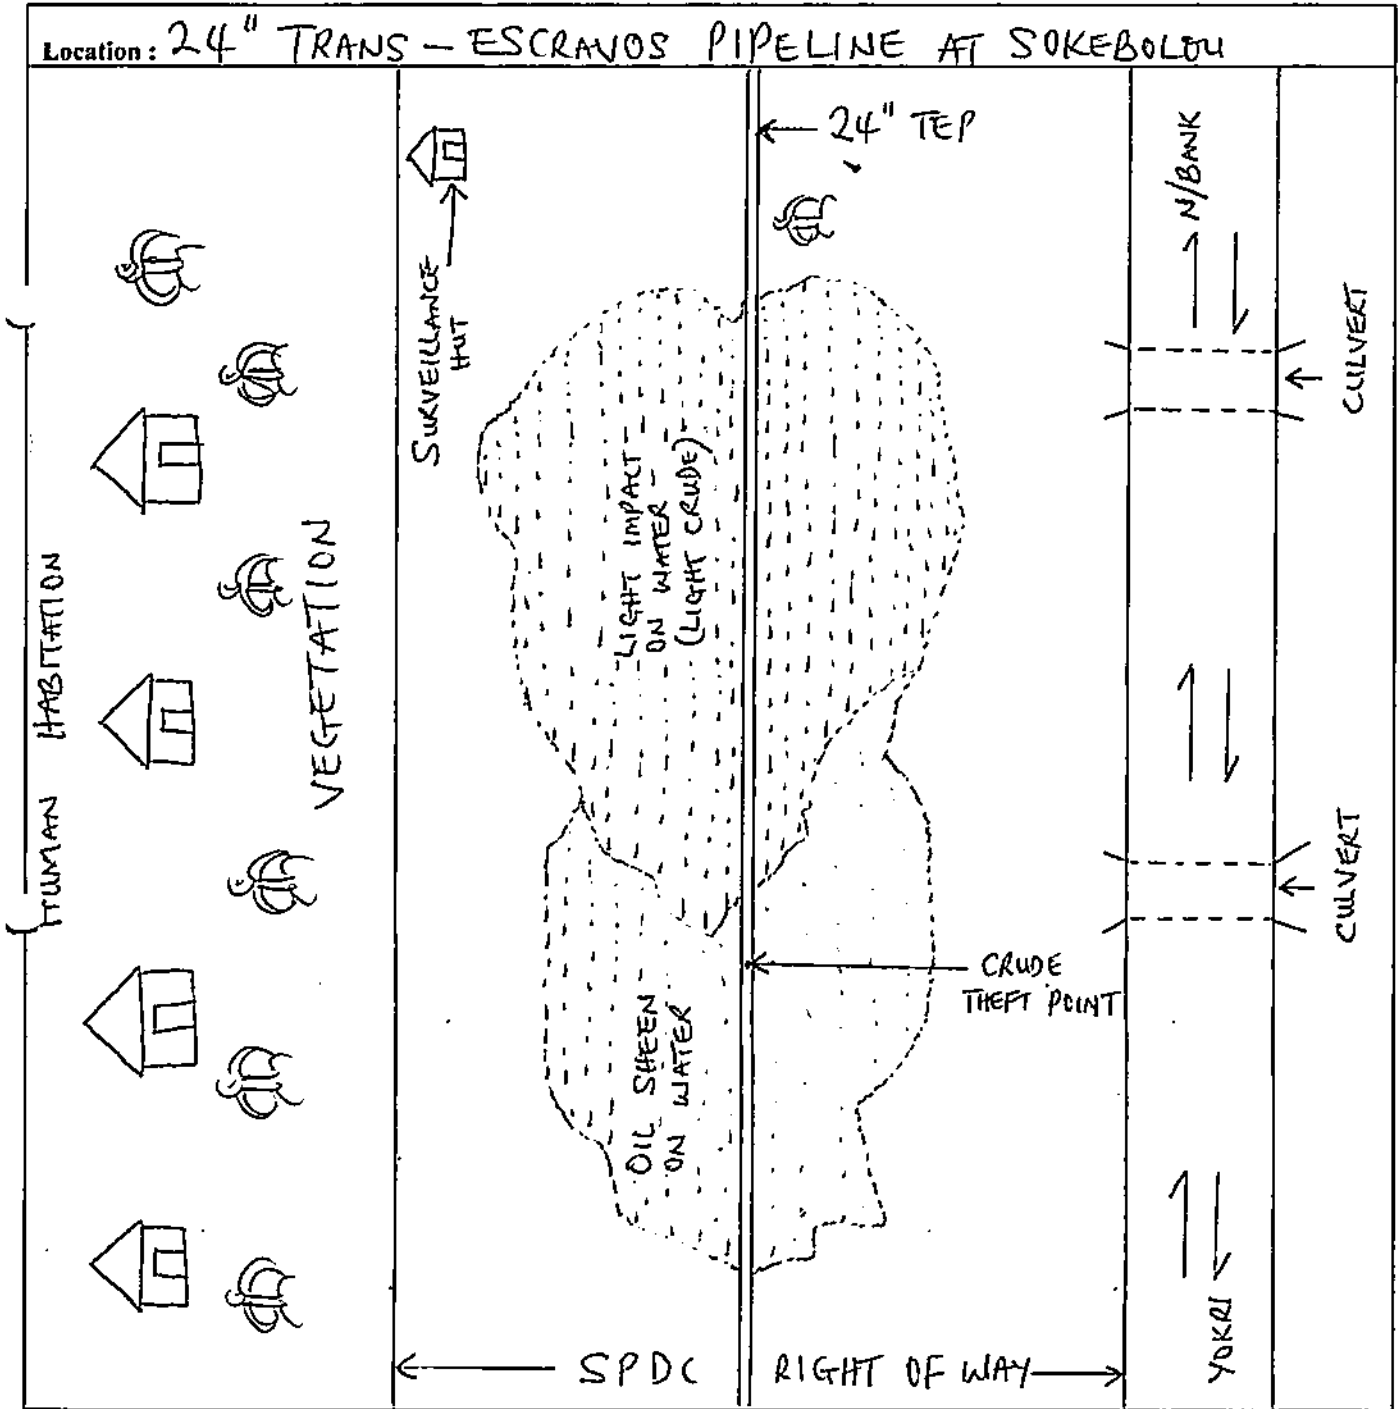 Location: 24" TRANS-ESCRAVOS PIPELINE AT SOKEBOLOU
24" TEP
N/BANK
SURVEILLANCE
HUT
CULVERT
LIGHT IMPACT
ON WATER -
(LIGHT CRUDE)
HUMAN HABITATION
VEGETATION
CULVERT
CRUDE
THEFT POINT
OIL SHEEN
ON WATER
YOKRI
SPDC RIGHT OF WAY